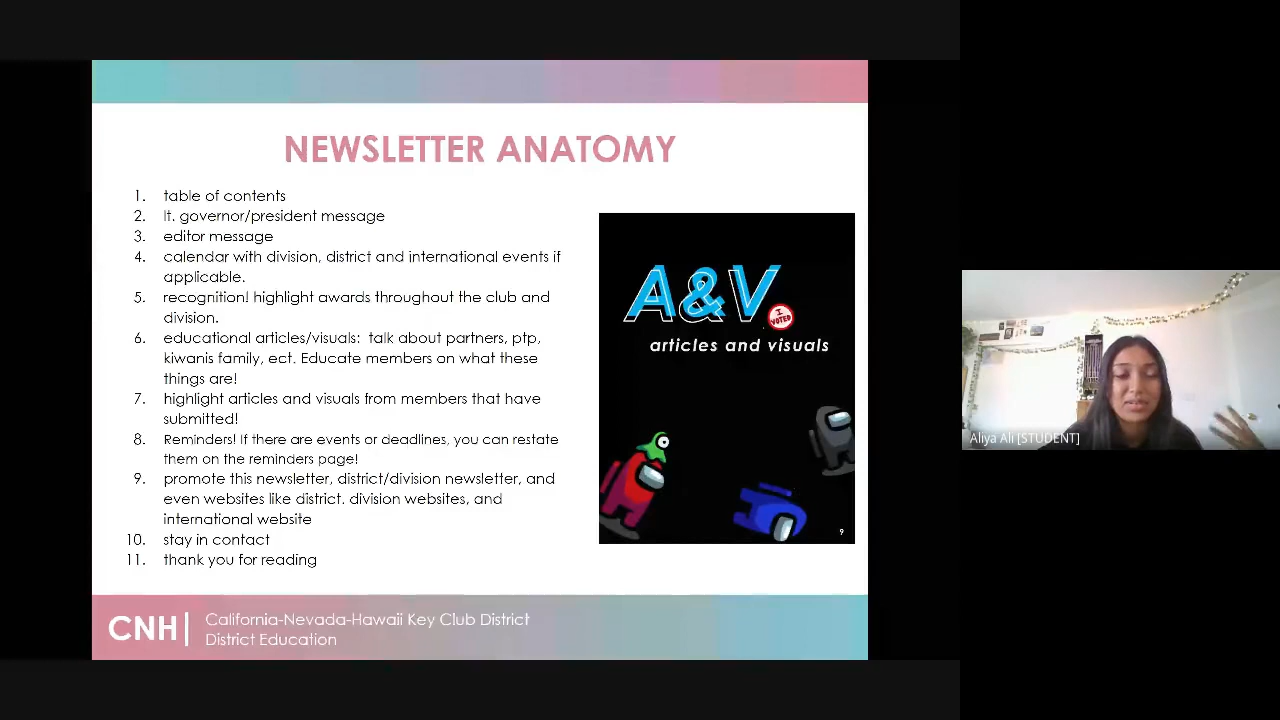 NEWSLETTER ANATOMY
1. table of contents
2. lt. governor/president message
3. editor message
4. calendar with division, district and international events if
applicable.
5. recognition! highlight awards throughout the club and
division.
6. educational articles/visuals:  talk about partners, ptp,
kiwanis family, ect. Educate members on what these
things are!
7. highlight articles and visuals from members that have
submitted!
8. Reminders! If there are events or deadlines, you can restate
them on the reminders page!
9. promote this newsletter, district/division newsletter, and
even websites like district. division websites, and
international website
10. stay in contact
11. thank you for reading
A&V
I VOTED
articles and visuals
9
CNH
California-Nevada-Hawaii Key Club District
District Education
Aliya Ali [STUDENT]